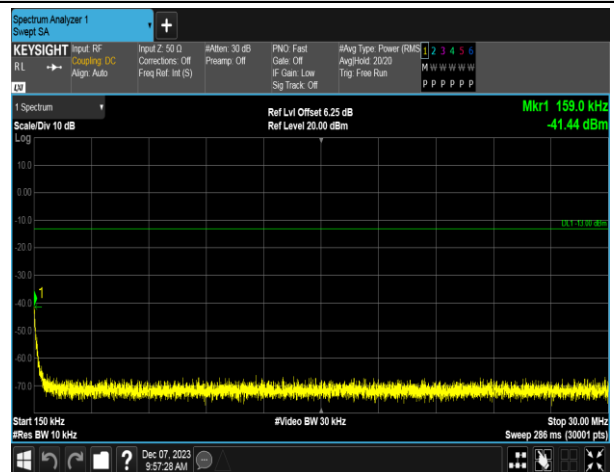 Spectrum Analyzer 1
Swept SA
+
KEYSIGHT
RL
Input: RF
Coupling: DC
Align: Auto
Input Z: 50 Ω
Corrections: Off
Freq Ref: Int (S)
#Atten: 30 dB
Preamp: Off
PNO: Fast
Gate: Off
IF Gain: Low
Sig Track: Off
#Avg Type: Power (RMS
Avg|Hold: 20/20
Trig: Free Run
1 2 3 4 5 6
M W W W W W
P P P P P P
1 Spectrum
Scale/Div 10 dB
Log
Ref Lvl Offset 6.25 dB
Ref Level 20.00 dBm
Mkr1 159.0 kHz
-41.44 dBm
10.0
0.00
-10.0
DL1 -13.00 dBm
-20.0
-30.0
-40.0
1
-50.0
-60.0
-70.0
Start 150 kHz
#Res BW 10 kHz
#Video BW 30 kHz
Stop 30.00 MHz
Sweep 286 ms (30001 pts)
?
Dec 07, 2023
9:57:28 AM